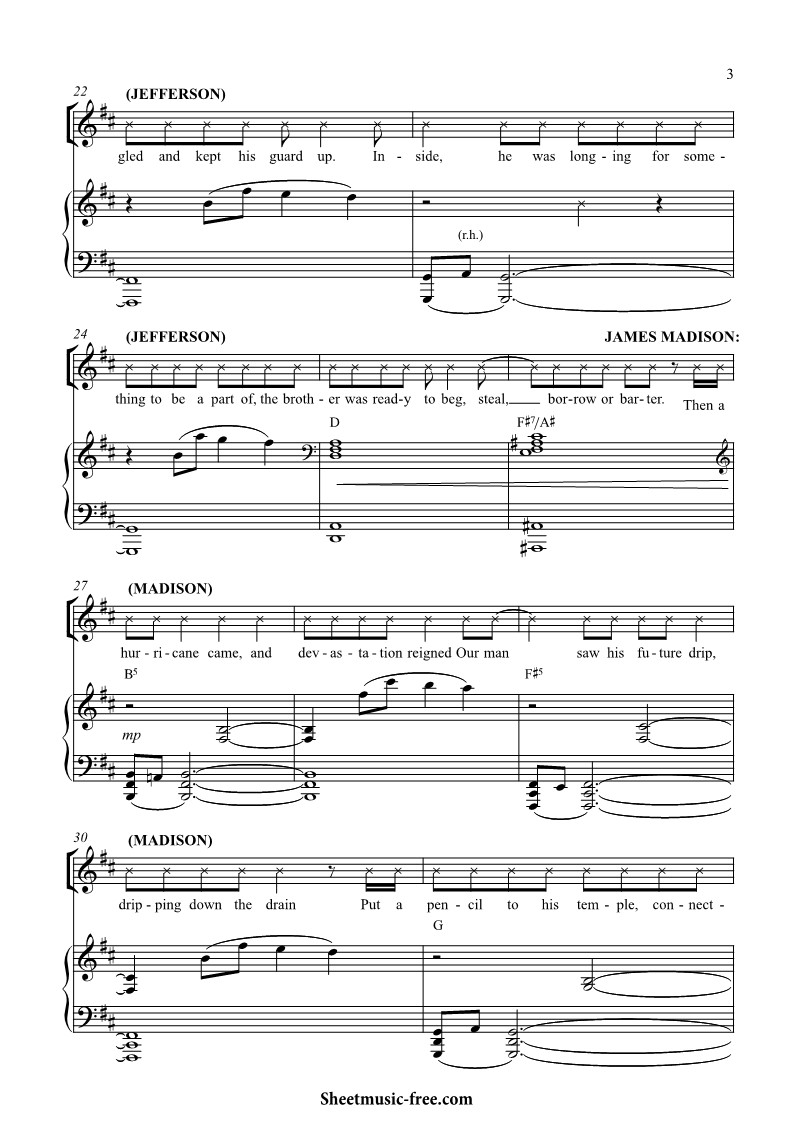 3
22 (JEFFERSON)
gled and kept his guard up. In - side, he was long - ing for some -
(r.h.)
24 (JEFFERSON) JAMES MADISON:
thing to be a part of, the broth - er was read-y to beg, steal, bor-row or bar-ter. Then a
D F♯7/A♯
27 (MADISON)
hur - ri - cane came, and dev - as - ta - tion reigned Our man saw his fu - ture drip,
B5 F♯5
mp
30 (MADISON)
drip - ping down the drain Put a pen - cil to his tem - ple, con - nect -
G
Sheetmusic-free.com